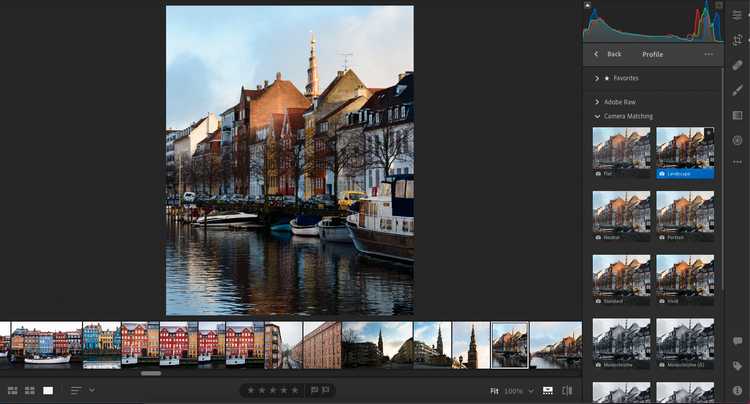 Back Profile
Favorites
Adobe Raw
Camera Matching
Flat Landscape
Neutral Portrait
Standard Vivid
Monochrome Monochrome (G)
Fit 100%